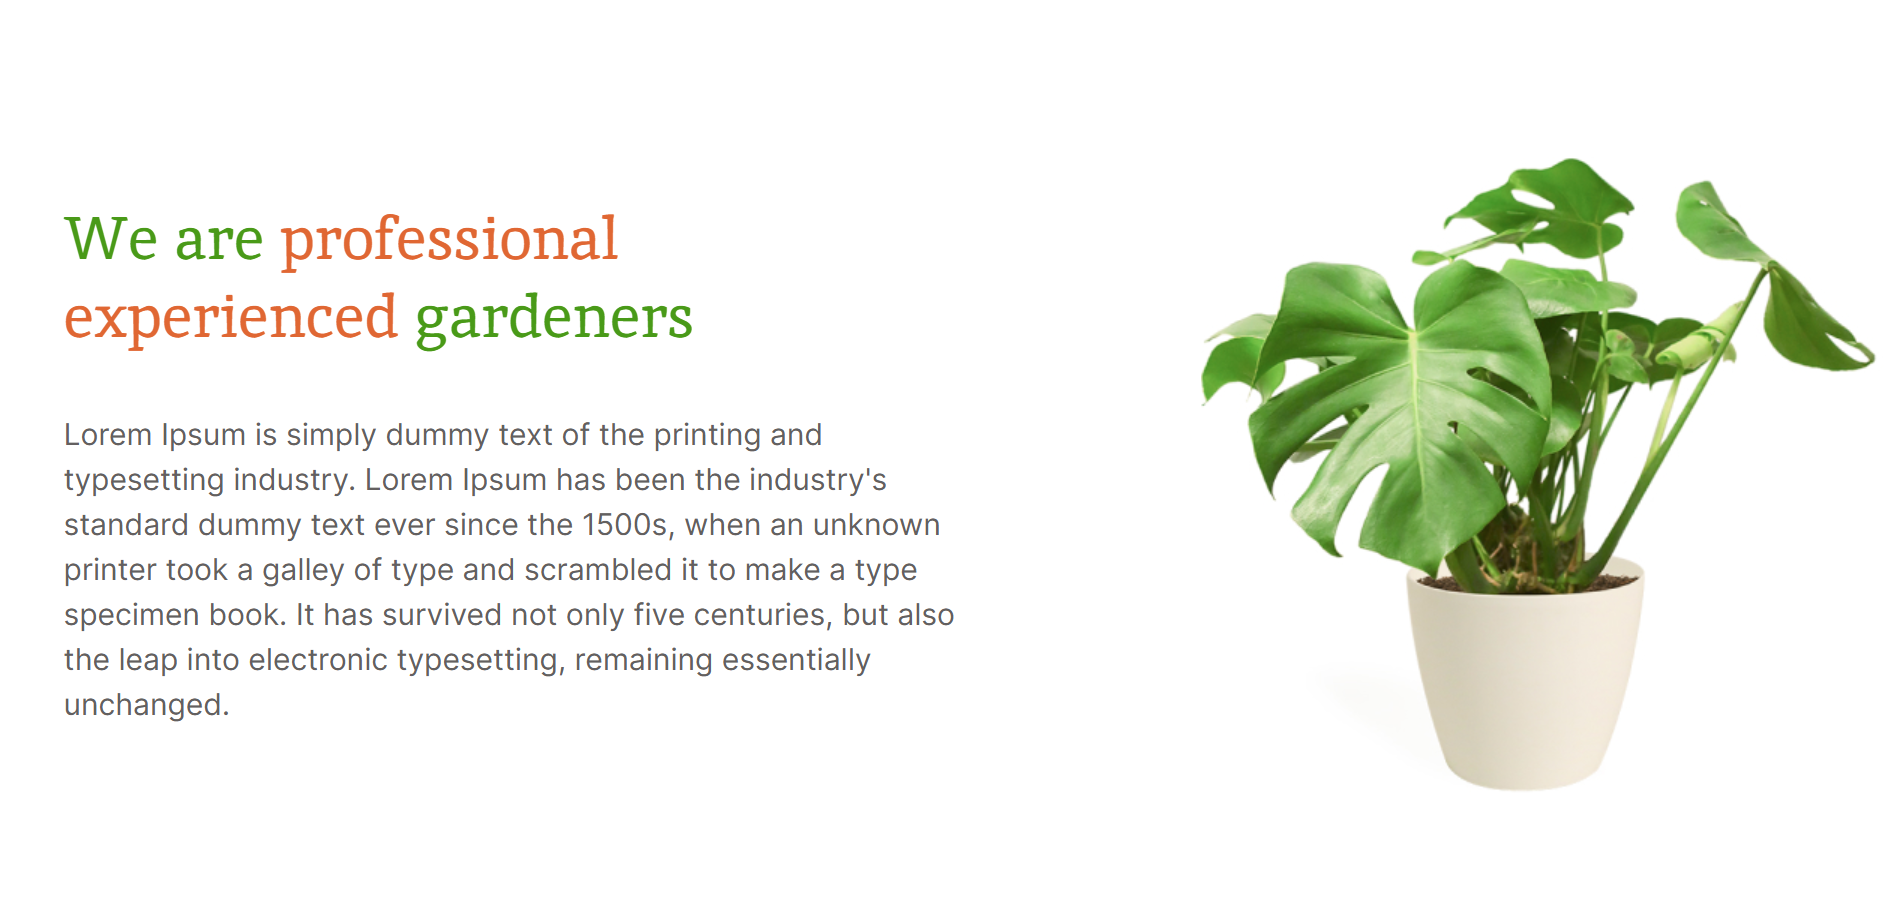 We are professional
experienced gardeners
Lorem Ipsum is simply dummy text of the printing and
typesetting industry. Lorem Ipsum has been the industry's
standard dummy text ever since the 1500s, when an unknown
printer took a galley of type and scrambled it to make a type
specimen book. It has survived not only five centuries, but also
the leap into electronic typesetting, remaining essentially
unchanged.